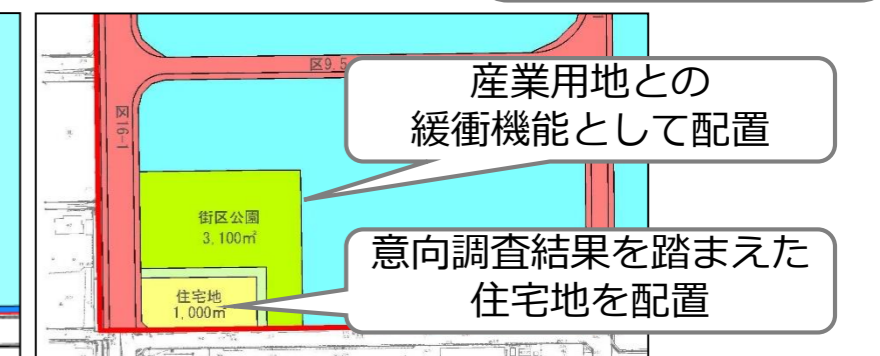 区9.5
産業用地との
緩衝機能として配置
区16-1
街区公園
3,100㎡
意向調査結果を踏まえた
住宅地を配置
住宅地
1,000㎡